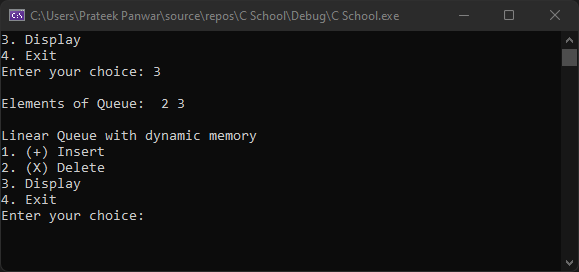 C:\Users\Prateek Panwar\source\repos\C School\Debug\C School.exe
3. Display
4. Exit
Enter your choice: 3
Elements of Queue:  2 3
Linear Queue with dynamic memory
1. (+) Insert
2. (X) Delete
3. Display
4. Exit
Enter your choice: